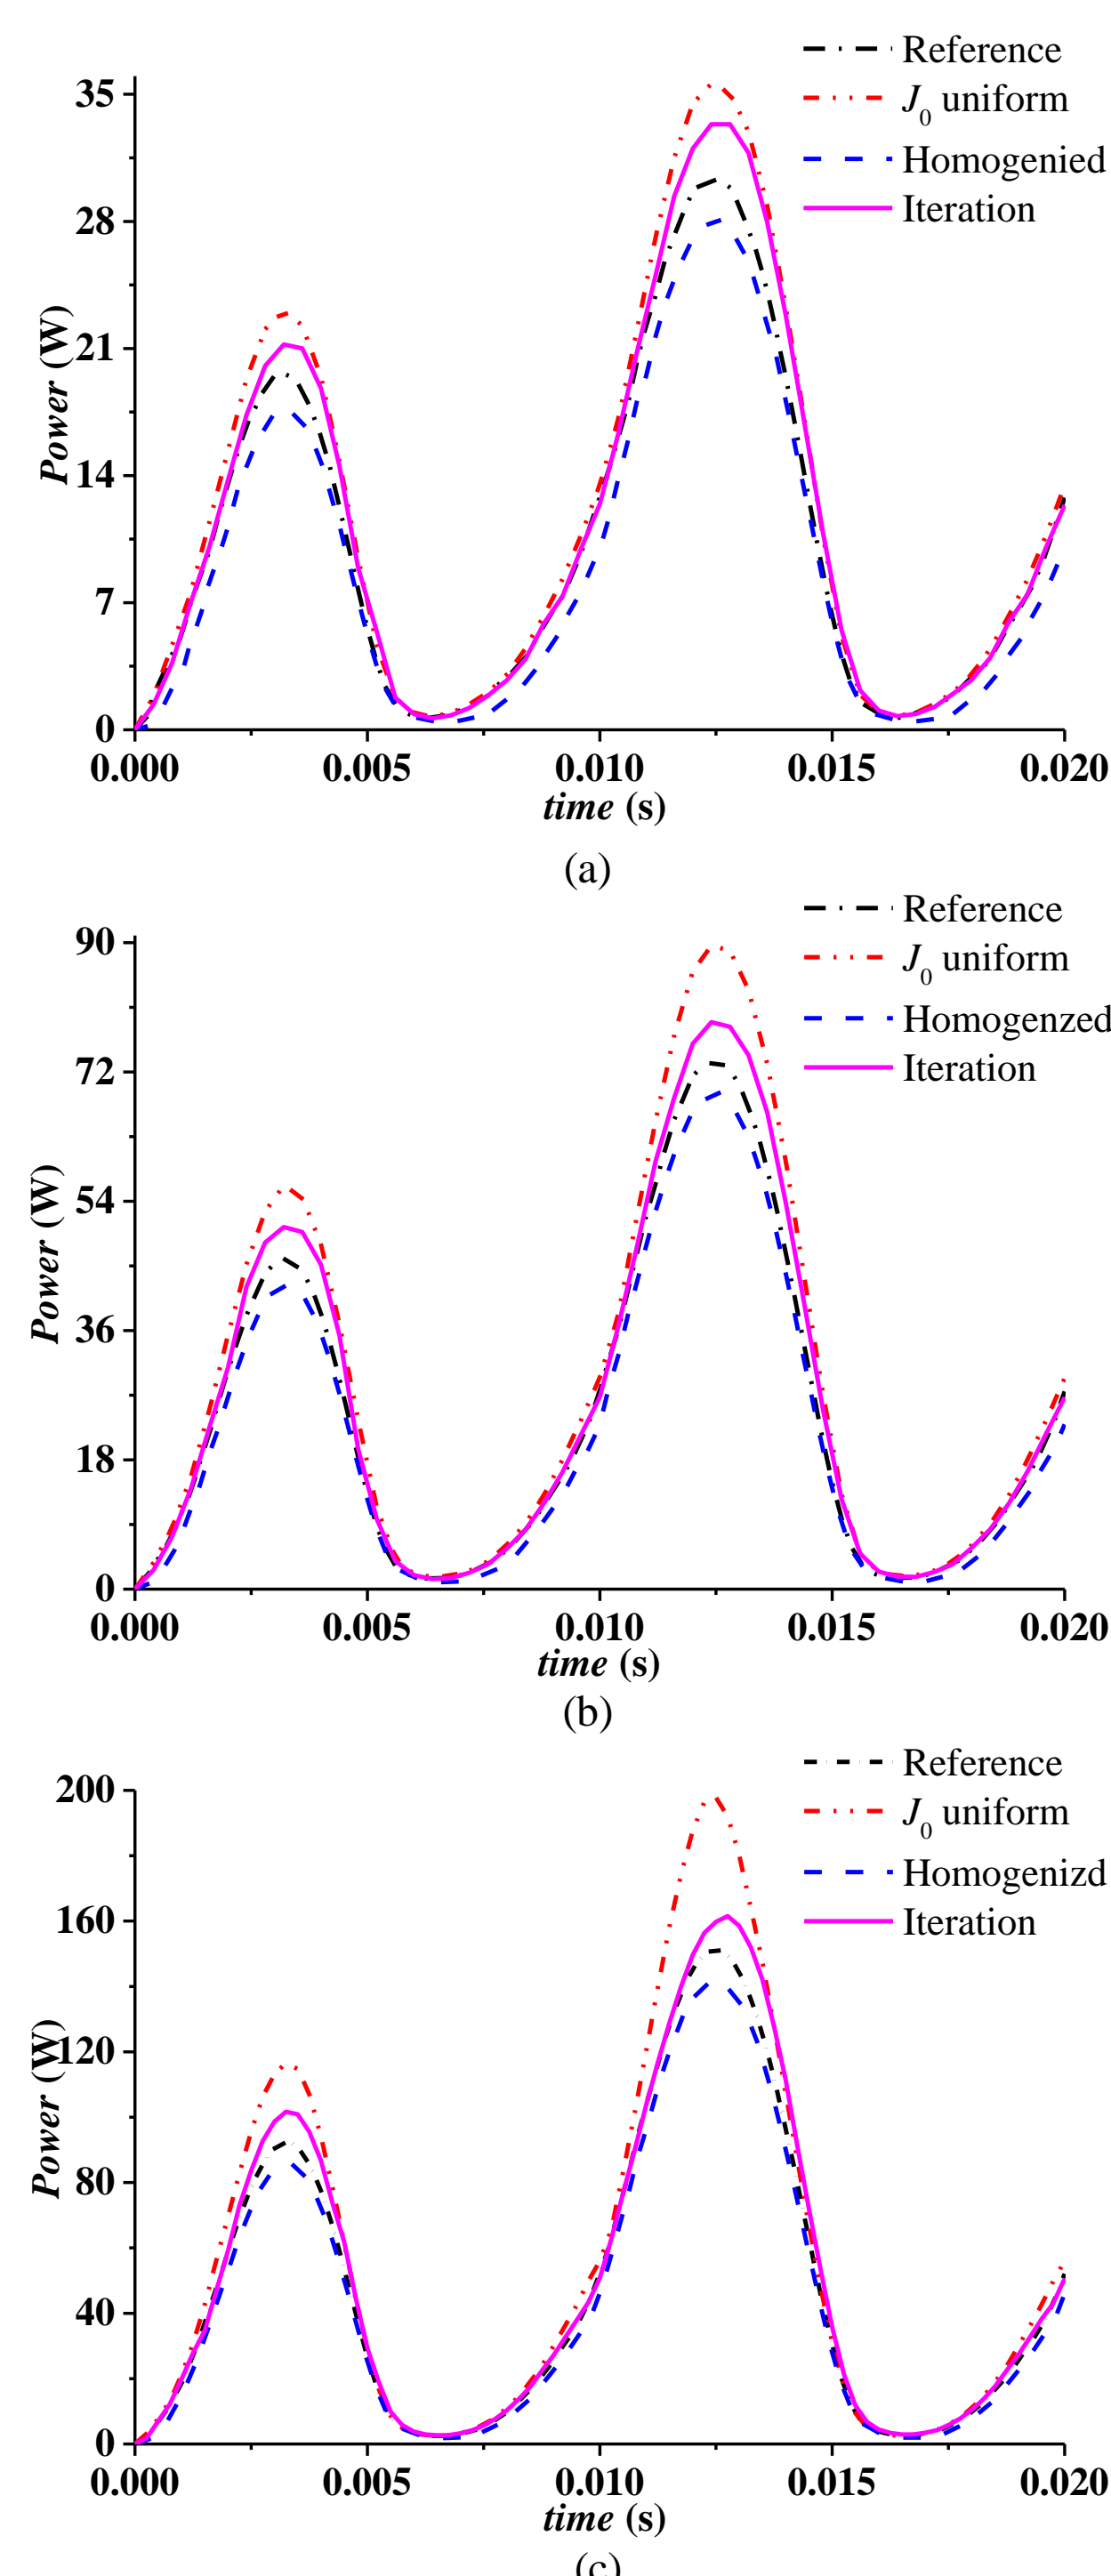 Reference
J0 uniform
Homogenied
Iteration
35
28
21
14
7
0
Power (W)
0.000 0.005 0.010 0.015 0.020
time (s)
(a)
Reference
J0 uniform
Homogenzed
Iteration
90
72
54
36
18
0
Power (W)
0.000 0.005 0.010 0.015 0.020
time (s)
(b)
Reference
J0 uniform
Homogenizd
Iteration
200
160
120
80
40
0
Power (W)
0.000 0.005 0.010 0.015 0.020
time (s)
(c)